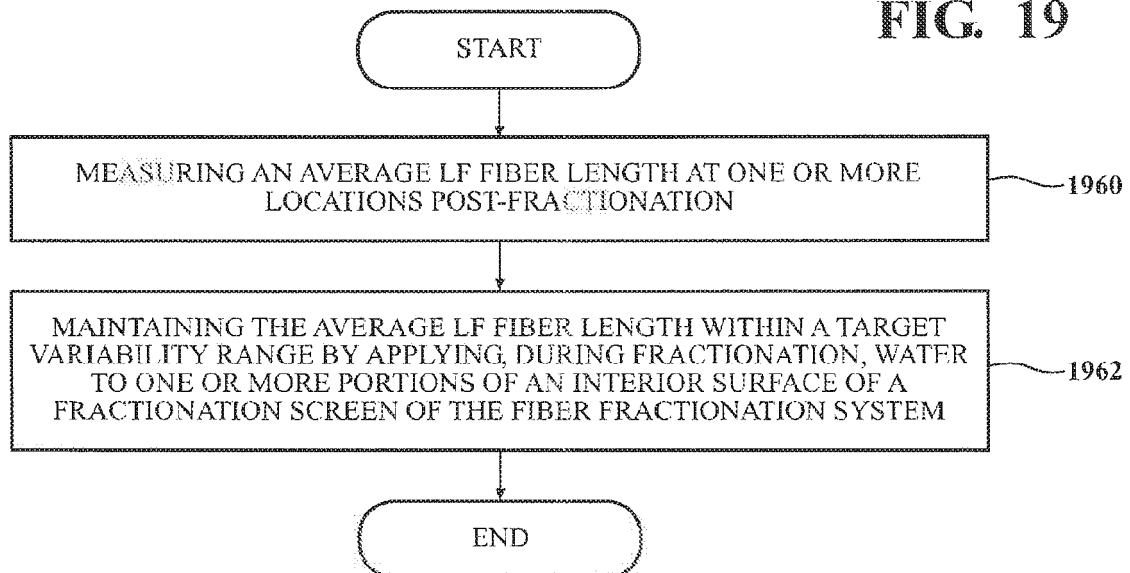 FIG. 19
START
MEASURING AN AVERAGE LF FIBER LENGTH AT ONE OR MORE
LOCATIONS POST-FRACTIONATION
1960
MAINTAINING THE AVERAGE LF FIBER LENGTH WITHIN A TARGET
VARIABILITY RANGE BY APPLYING, DURING FRACTIONATION, WATER
TO ONE OR MORE PORTIONS OF AN INTERIOR SURFACE OF A
FRACTIONATION SCREEN OF THE FIBER FRACTIONATION SYSTEM
1962
END